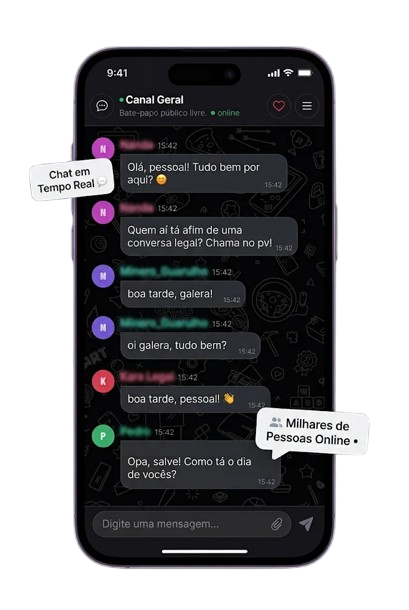 9:41
Canal Geral
Bate-papo público livre. • online
N Nanda 15:42
Olá, pessoal! Tudo bem por
aqui? 😊
15:42
Chat em
Tempo Real 💬
N Nanda 15:42
Quem aí tá afim de uma
conversa legal? Chama no pv!
15:42
M 15:42
boa tarde, galera!
15:42
M 15:42
oi galera, tudo bem?
15:42
K 15:42
boa tarde, pessoal! 👋
15:42
👥 Milhares de
Pessoas Online •
P Pedro 15:42
Opa, salve! Como tá o dia
de vocês?
15:42
Digite uma mensagem...